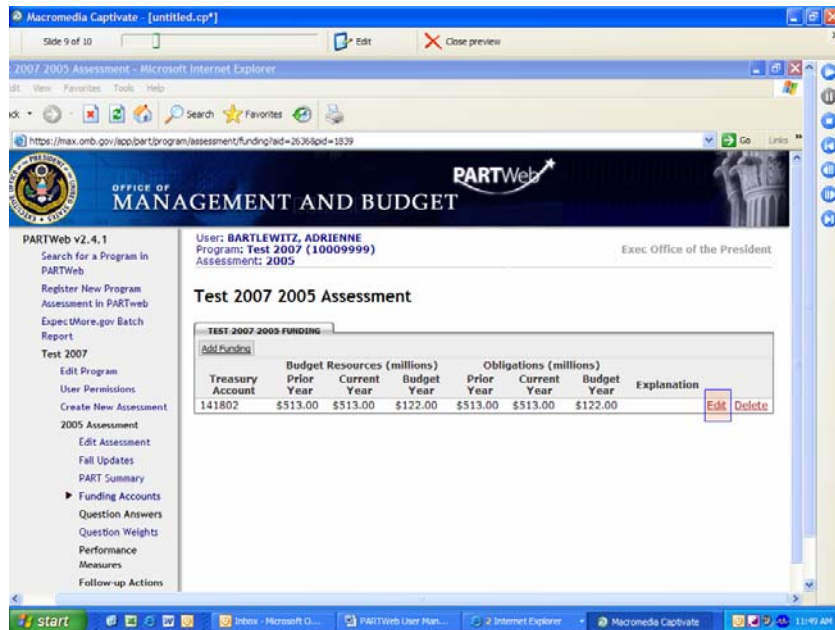 Macromedia Captivate - [untitled.cp*]
Slide 9 of 10 Edit Close preview
2007 2005 Assessment - Microsoft Internet Explorer
dit View Favorites Tools Help
Search Favorites
https://max.omb.gov/app/part/program/assessment/funding?aid=2636&pid=1839 Go Links
OFFICE OF
MANAGEMENT AND BUDGET
PARTWeb
PARTWeb v2.4.1
Search for a Program in
PARTWeb
Register New Program
Assessment in PARTweb
ExpectMore.gov Batch
Report
Test 2007
Edit Program
User Permissions
Create New Assessment
2005 Assessment
Edit Assessment
Fall Updates
PART Summary
Funding Accounts
Question Answers
Question Weights
Performance
Measures
Follow-up Actions
User: BARTLEWITZ, ADRIENNE
Program: Test 2007 (10009999)
Assessment: 2005
Exec Office of the President
Test 2007 2005 Assessment
TEST 2007 2005 FUNDING
Add Funding
Budget Resources (millions) Obligations (millions)
Treasury Prior Current Budget Prior Current Budget Explanation
Account Year Year Year Year Year Year
141802 $513.00 $513.00 $122.00 $513.00 $513.00 $122.00 Edit Delete
start Inbox - Microsoft O... PARTWeb User Man... 2 Internet Explorer Macromedia Captivate 11:49 AM